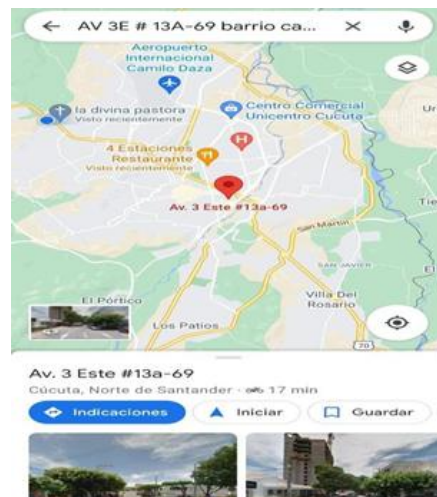 AV 3E # 13A-69 barrio ca...
Aeropuerto
Internacional
Camilo Daza
la divina pastora
Visto recientemente
Centro Comercial
Unicentro Cucuta
4 Estaciones
Restaurante
Visto recientemente
H
Av. 3 Este #13a-69
San Martin
SAN JAVIER
El Pórtico
Villa Del
Rosario
Los Patios
70
Av. 3 Este #13a-69
Cúcuta, Norte de Santander · 17 min
Indicaciones
Iniciar
Guardar